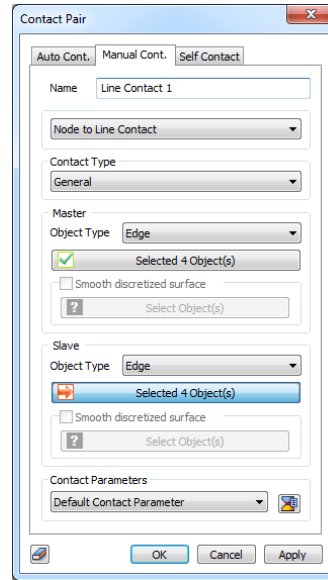 Contact Pair
Auto Cont. Manual Cont. Self Contact
Name Line Contact 1
Node to Line Contact
Contact Type
General
Master
Object Type Edge
Selected 4 Object(s)
Smooth discretized surface
? Select Object(s)
Slave
Object Type Edge
Selected 4 Object(s)
Smooth discretized surface
? Select Object(s)
Contact Parameters
Default Contact Parameter
OK Cancel Apply